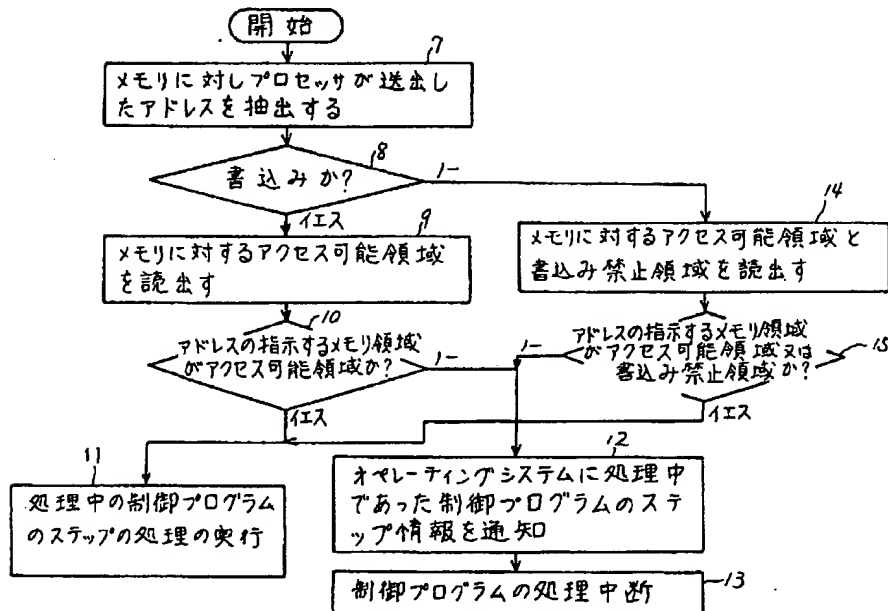 開始
7
メモリに対しプロセッサが送出し
たアドレスを抽出する
8
書込みか?
ノー
イエス
9
メモリに対するアクセス可能領域
を読出す
14
メモリに対するアクセス可能領域と
書込み禁止領域を読出す
10
アドレスの指示するメモリ領域
がアクセス可能領域か?
ノー
イエス
ノー
アドレスの指示するメモリ領域
がアクセス可能領域又は
書込み禁止領域か?
15
イエス
11
処理中の制御プログラム
のステップの処理の実行
12
オペレーティングシステムに処理中
であった制御プログラムのステ
ップ情報を通知
制御プログラムの処理中断
13